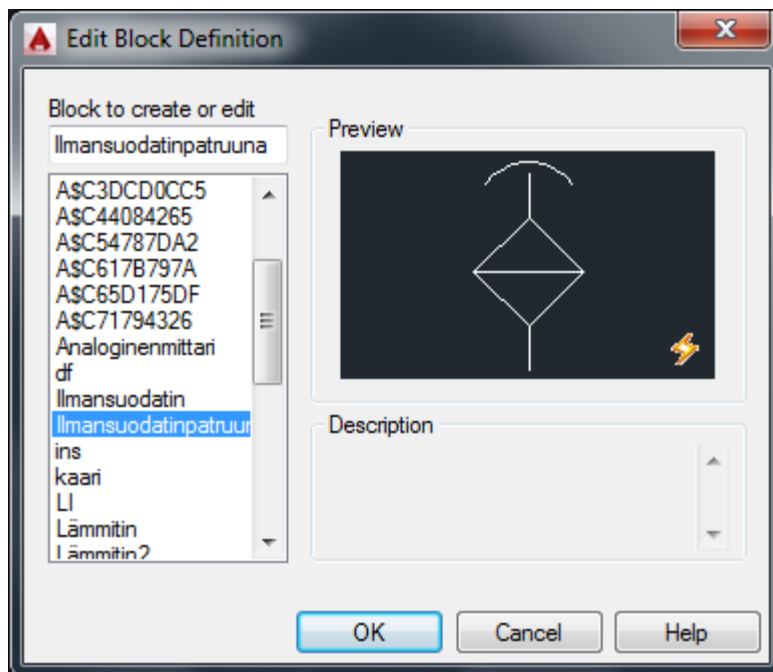 Edit Block Definition
Block to create or edit
Ilmansuodatinpatruuna
A$C3DCD0CC5
A$C44084265
A$C54787DA2
A$C617B797A
A$C65D175DF
A$C71794326
Analoginenmittari
df
Ilmansuodatin
Ilmansuodatinpatruur
ins
kaari
LI
Lämmitin
Lämmitin2
Preview
Description
OK
Cancel
Help